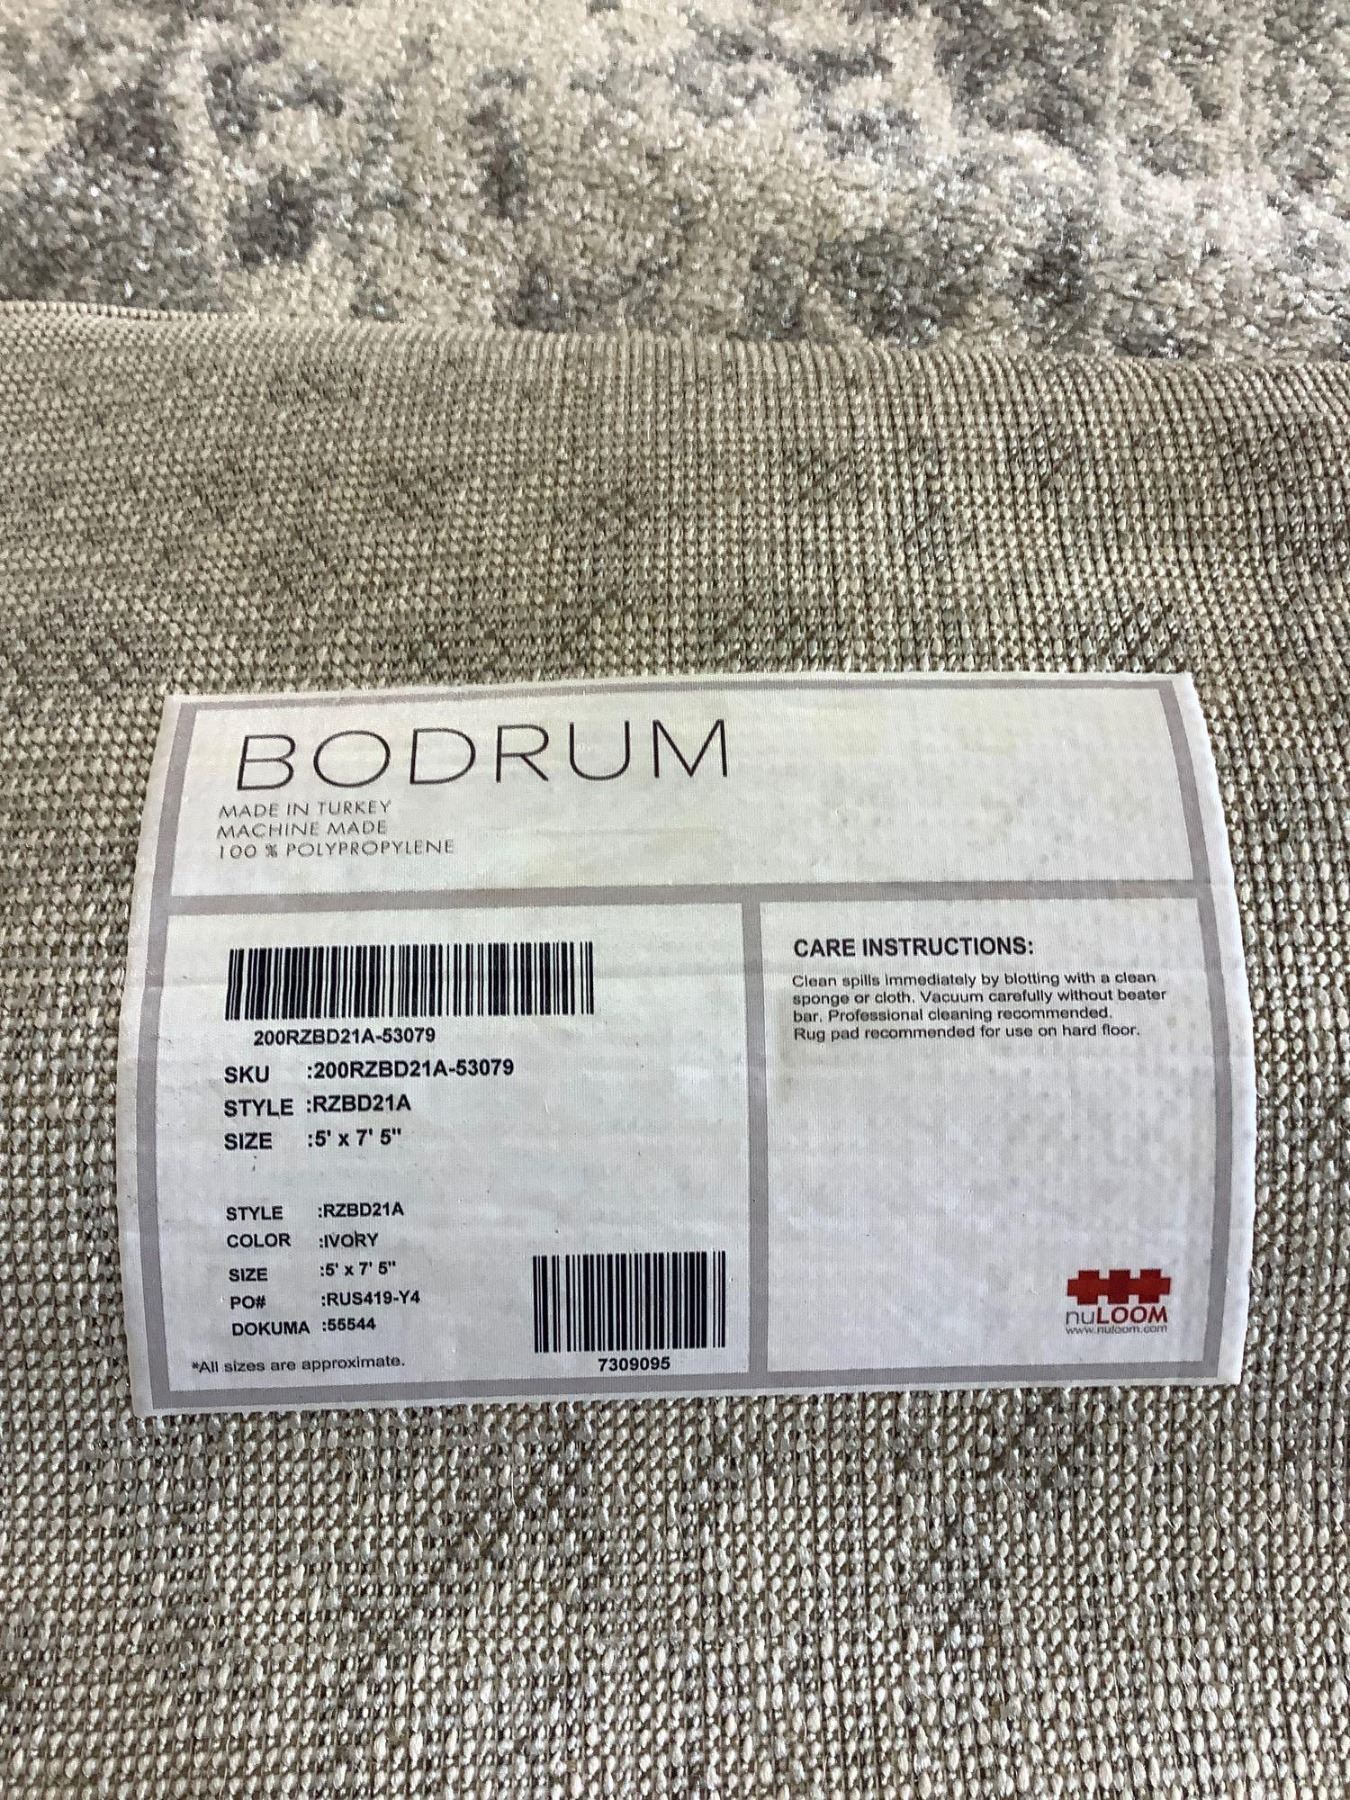 BODRUM
MADE IN TURKEY
MACHINE MADE
100 % POLYPROPYLENE
200RZBD21A-53079
SKU :200RZBD21A-53079
STYLE :RZBD21A
SIZE :5' x 7' 5"
STYLE :RZBD21A
COLOR :IVORY
SIZE :5' x 7' 5"
PO# :RUS419-Y4
DOKUMA :55544
*All sizes are approximate.
7309095
CARE INSTRUCTIONS:
Clean spills immediately by blotting with a clean
sponge or cloth. Vacuum carefully without beater
bar. Professional cleaning recommended.
Rug pad recommended for use on hard floor.
nuLOOM
www.nuloom.com